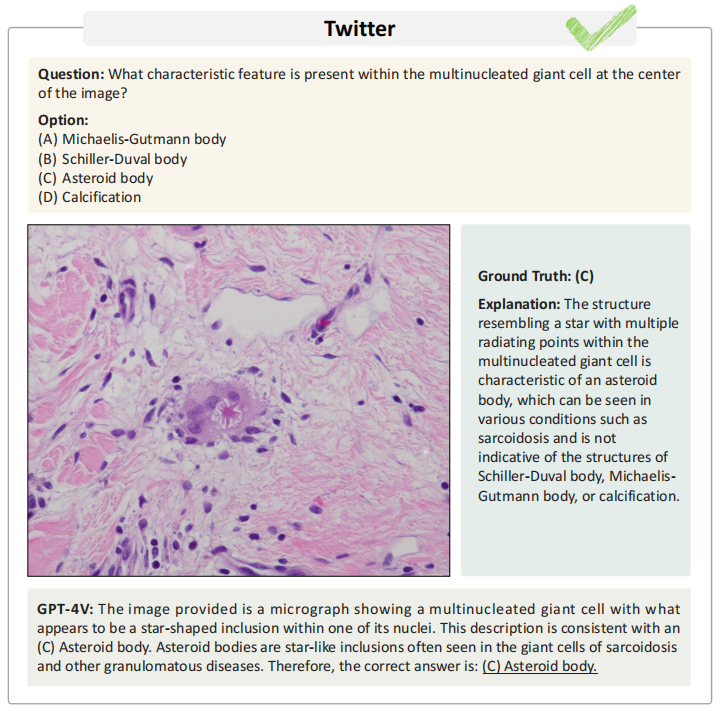 Twitter
Question: What characteristic feature is present within the multinucleated giant cell at the center
of the image?
Option:
(A) Michaelis-Gutmann body
(B) Schiller-Duval body
(C) Asteroid body
(D) Calcification
Ground Truth: (C)
Explanation: The structure
resembling a star with multiple
radiating points within the
multinucleated giant cell is
characteristic of an asteroid
body, which can be seen in
various conditions such as
sarcoidosis and is not
indicative of the structures of
Schiller-Duval body, Michaelis-
Gutmann body, or calcification.
GPT-4V: The image provided is a micrograph showing a multinucleated giant cell with what
appears to be a star-shaped inclusion within one of its nuclei. This description is consistent with an
(C) Asteroid body. Asteroid bodies are star-like inclusions often seen in the giant cells of sarcoidosis
and other granulomatous diseases. Therefore, the correct answer is: (C) Asteroid body.